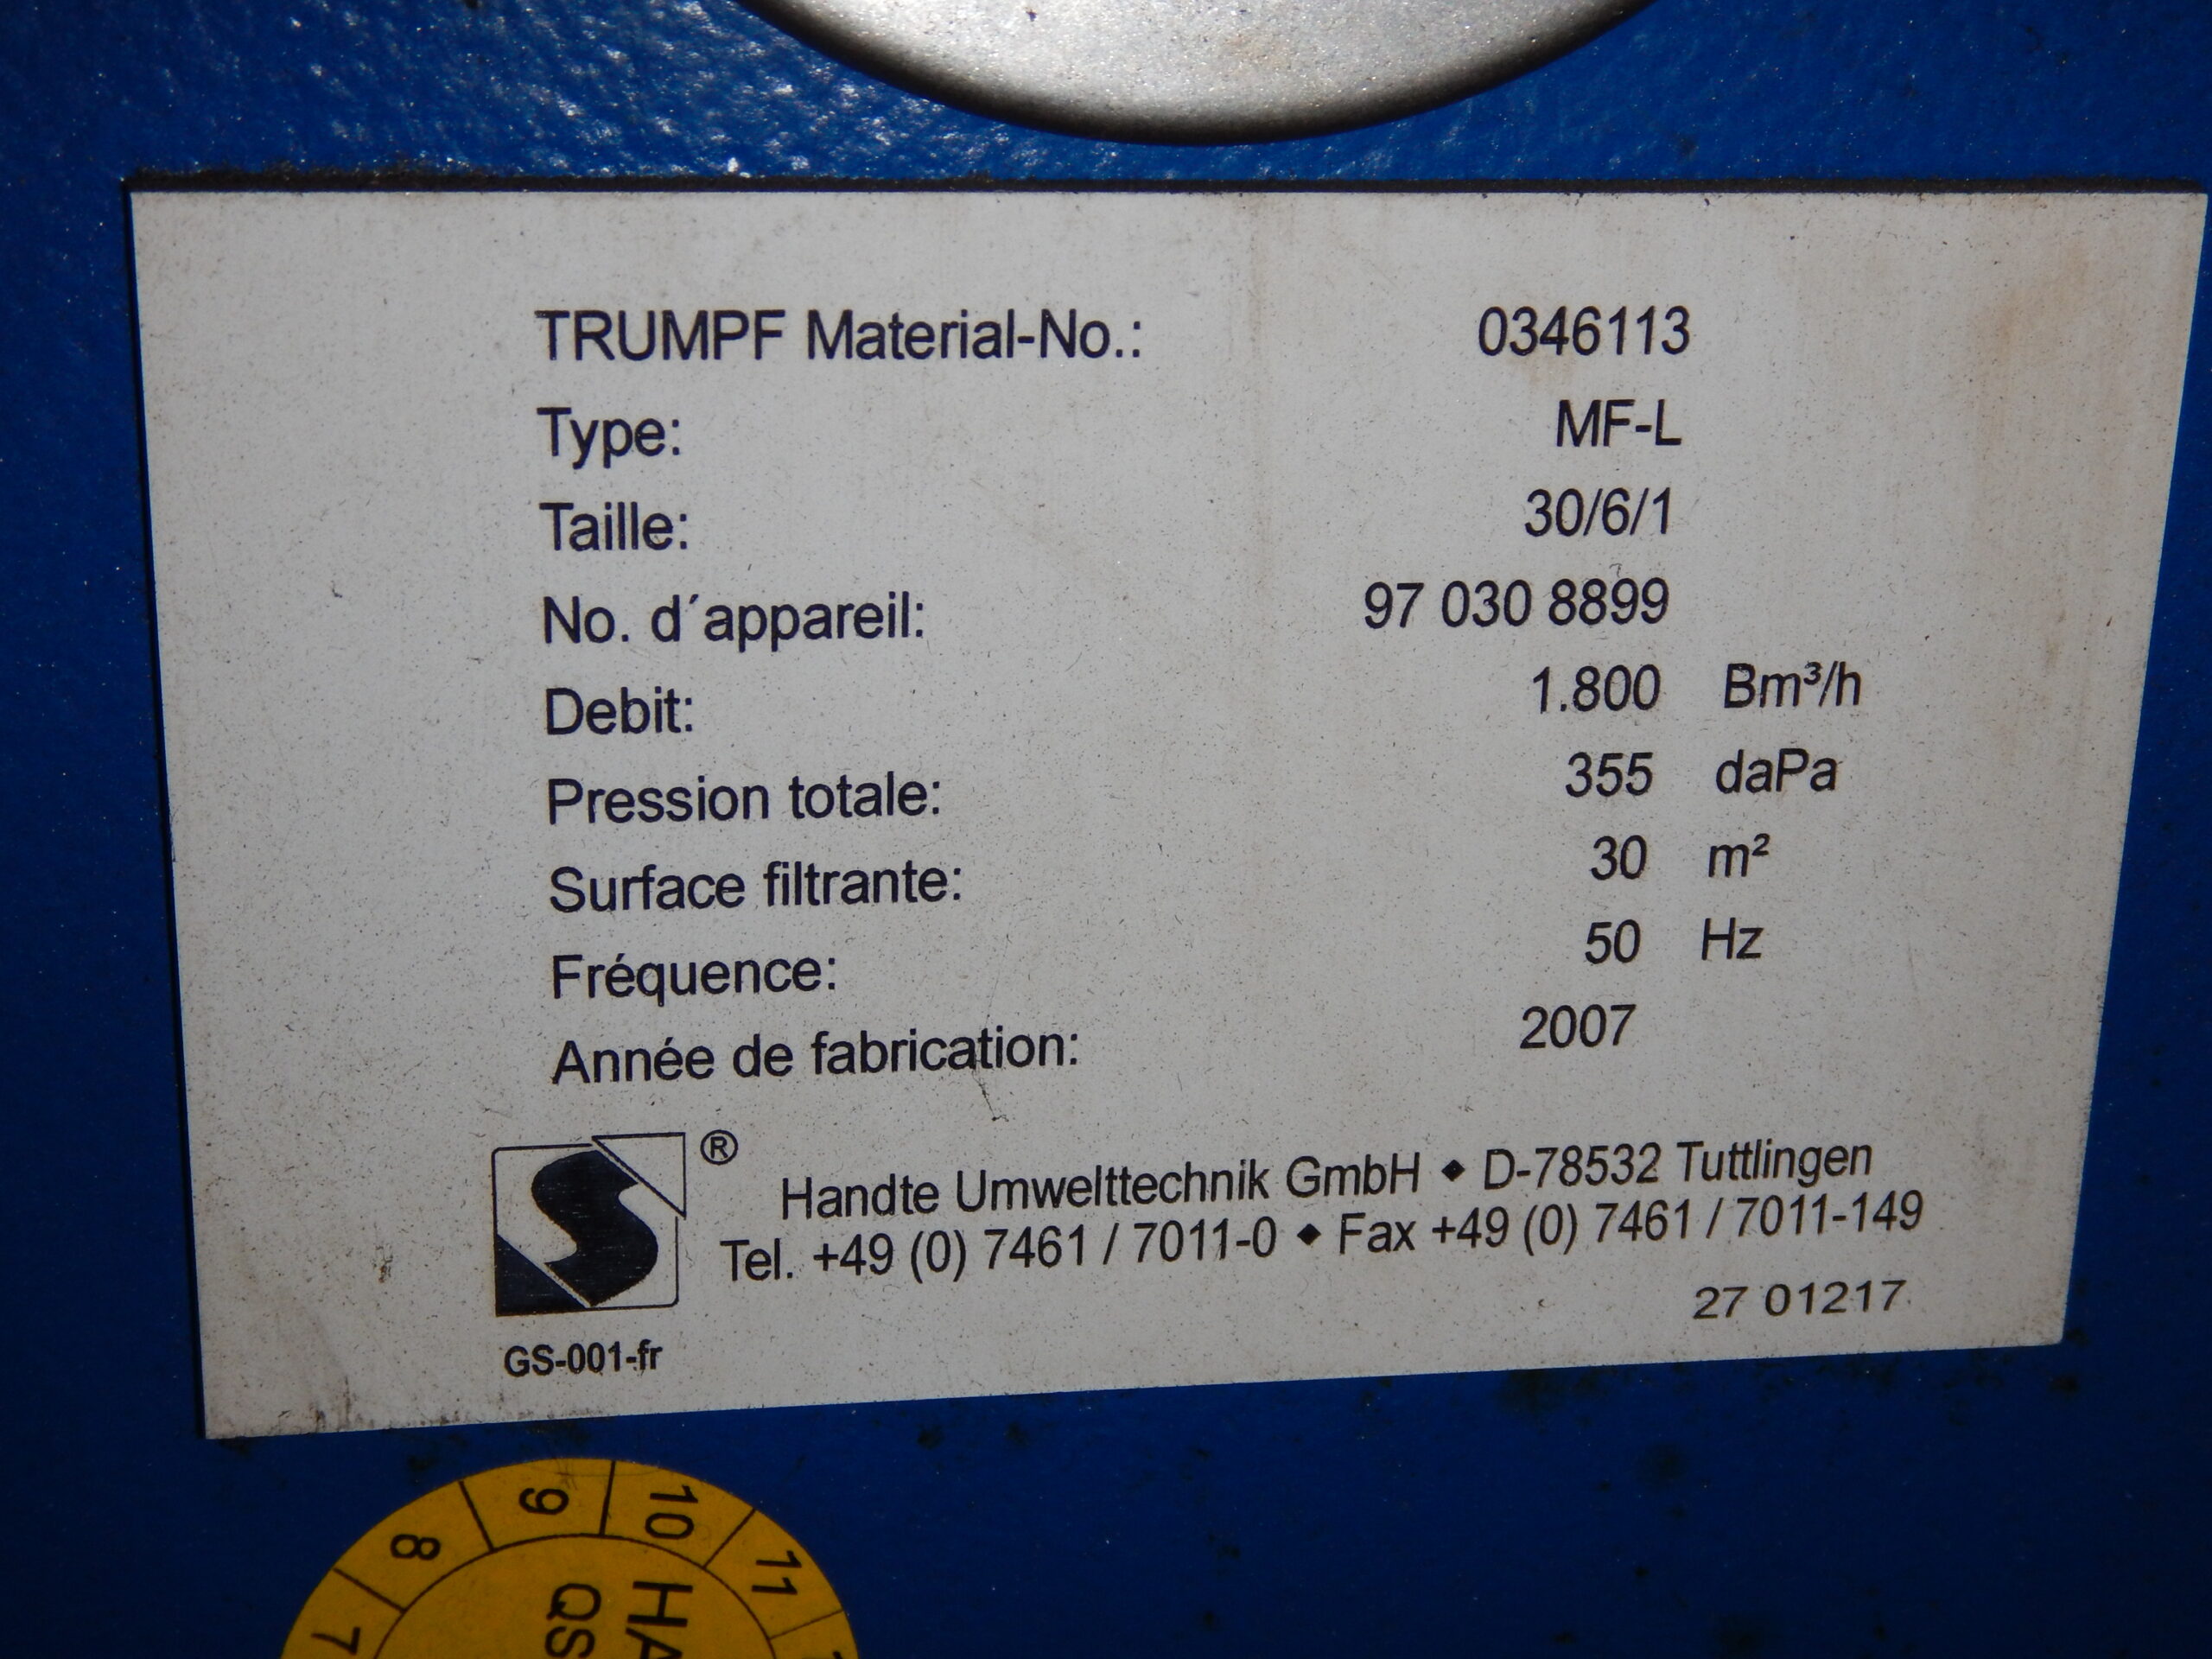 TRUMPF Material-No.: 0346113
Type: MF-L
Taille: 30/6/1
No. d´appareil: 97 030 8899
Debit: 1.800 Bm³/h
Pression totale: 355 daPa
Surface filtrante: 30 m²
Fréquence: 50 Hz
Année de fabrication: 2007
®
Handte Umwelttechnik GmbH ◆ D-78532 Tuttlingen
Tel. +49 (0) 7461 / 7011-0 ◆ Fax +49 (0) 7461 / 7011-149
27 01217
GS-001-fr
7 8 9 10 11
HA
QS